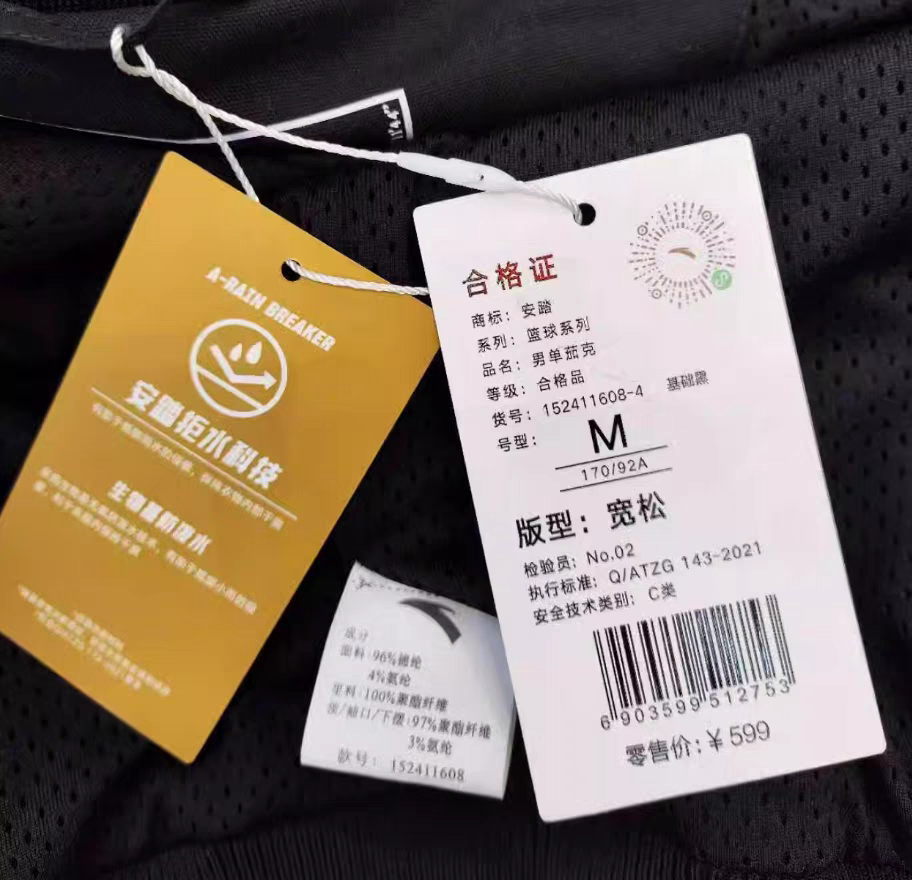 A-RAIN BREAKER
安踏拒水科技
生物基防泼水
合格证
商标：安踏
系列：篮球系列
品名：男单茄克
等级：合格品
货号：152411608-4 基础黑
号型：M
170/92A
版型：宽松
检验员：No.02
执行标准：Q/ATZG 143-2021
安全技术类别：C类
6 903599 512753
零售价：¥599
成分
面料：96%锦纶
4%氨纶
里料：100%聚酯纤维
领/袖口/下摆：97%聚酯纤维
3%氨纶
款号：152411608